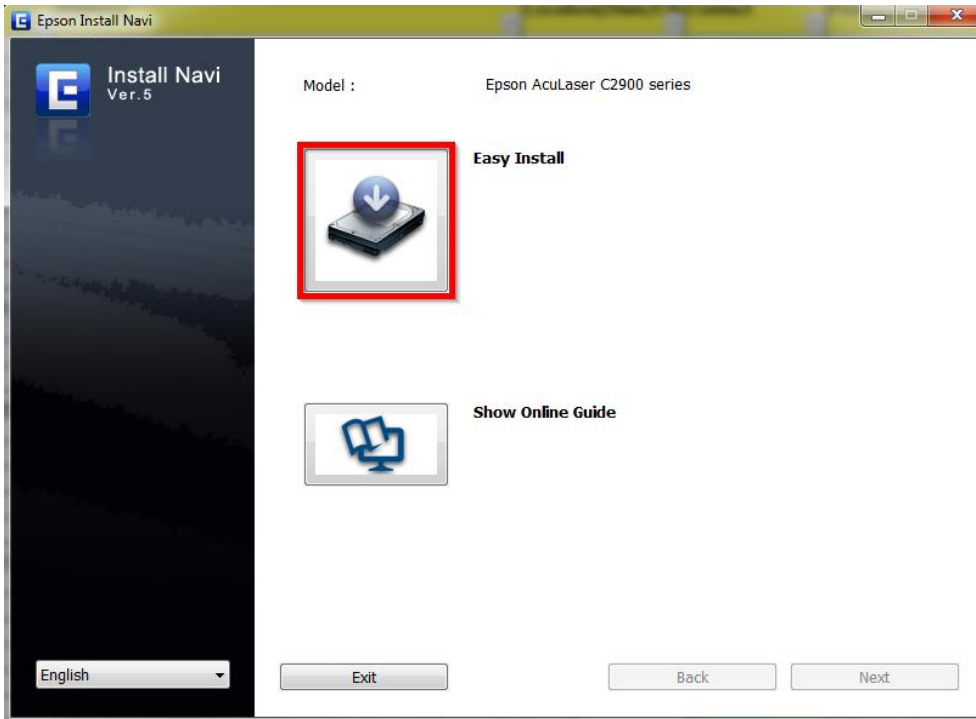 Epson Install Navi
Install Navi
Ver.5
Model : Epson AcuLaser C2900 series
Easy Install
Show Online Guide
English
Exit
Back
Next